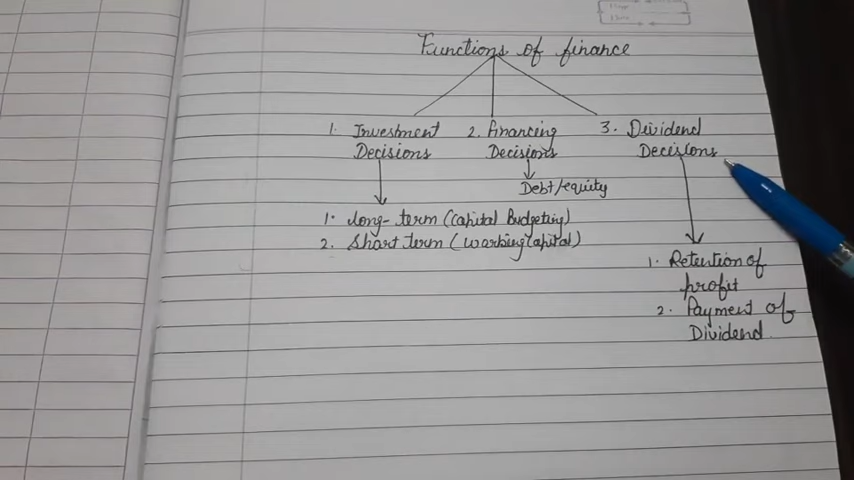 Functions of finance
1. Investment Decisions
2. Financing Decisions
3. Dividend Decisions
Debt/equity
1. Long-term (Capital Budgeting)
2. Short term (Working Capital)
1. Retention of
profit
2. Payment of
Dividend